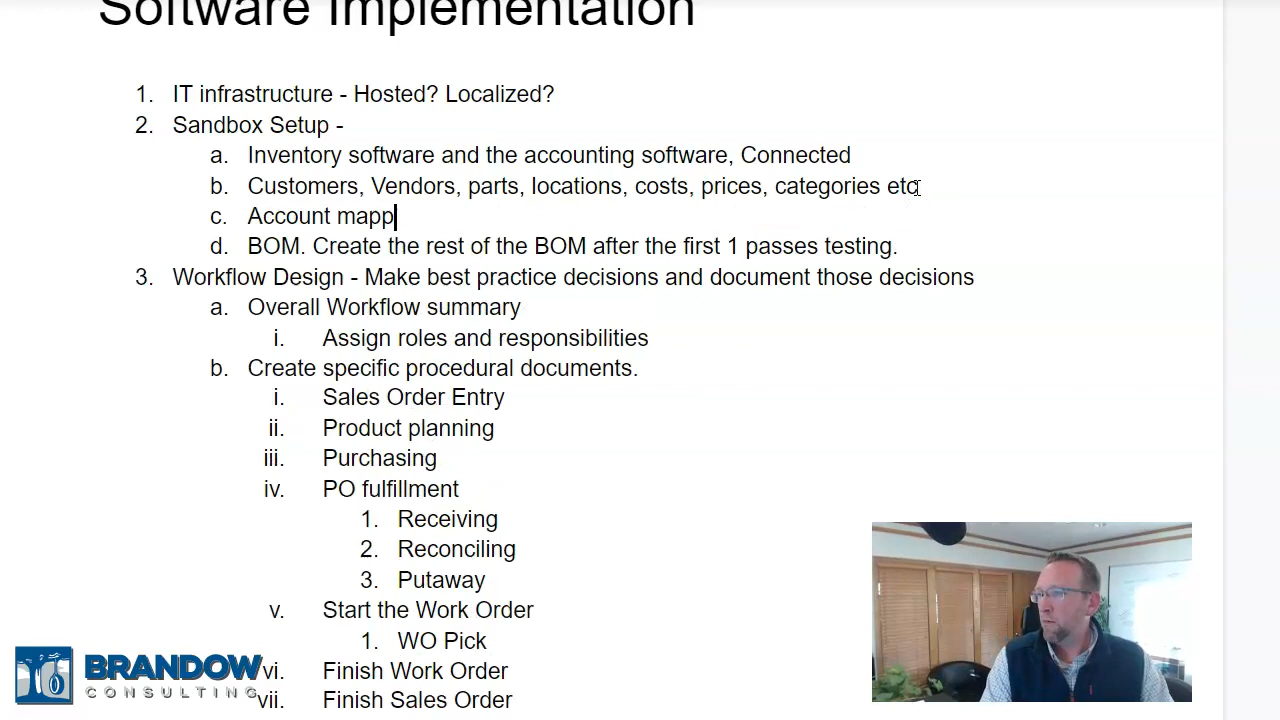 Software Implementation
1. IT infrastructure - Hosted? Localized?
2. Sandbox Setup -
a. Inventory software and the accounting software, Connected
b. Customers, Vendors, parts, locations, costs, prices, categories etc
c. Account mapp
d. BOM. Create the rest of the BOM after the first 1 passes testing.
3. Workflow Design - Make best practice decisions and document those decisions
a. Overall Workflow summary
i. Assign roles and responsibilities
b. Create specific procedural documents.
i. Sales Order Entry
ii. Product planning
iii. Purchasing
iv. PO fulfillment
1. Receiving
2. Reconciling
3. Putaway
v. Start the Work Order
1. WO Pick
vi. Finish Work Order
vii. Finish Sales Order
BRANDOW
CONSULTING